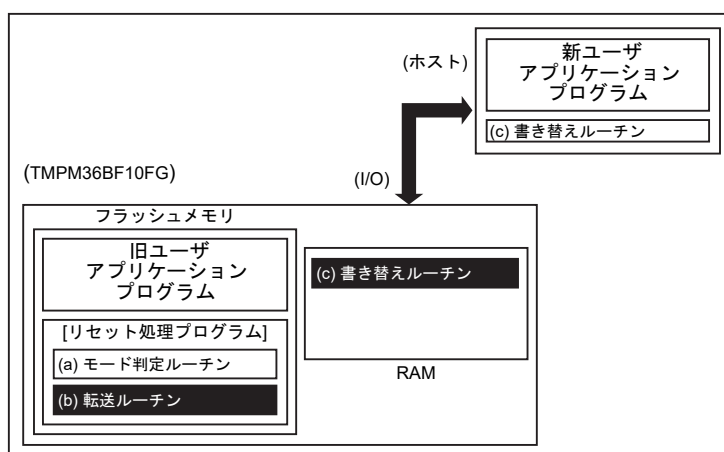 (ホスト)
新ユーザ
アプリケーション
プログラム
(c) 書き替えルーチン
(TMPM36BF10FG)
(I/O)
フラッシュメモリ
旧ユーザ
アプリケーション
プログラム
[リセット処理プログラム]
(a) モード判定ルーチン
(b) 転送ルーチン
(c) 書き替えルーチン
RAM